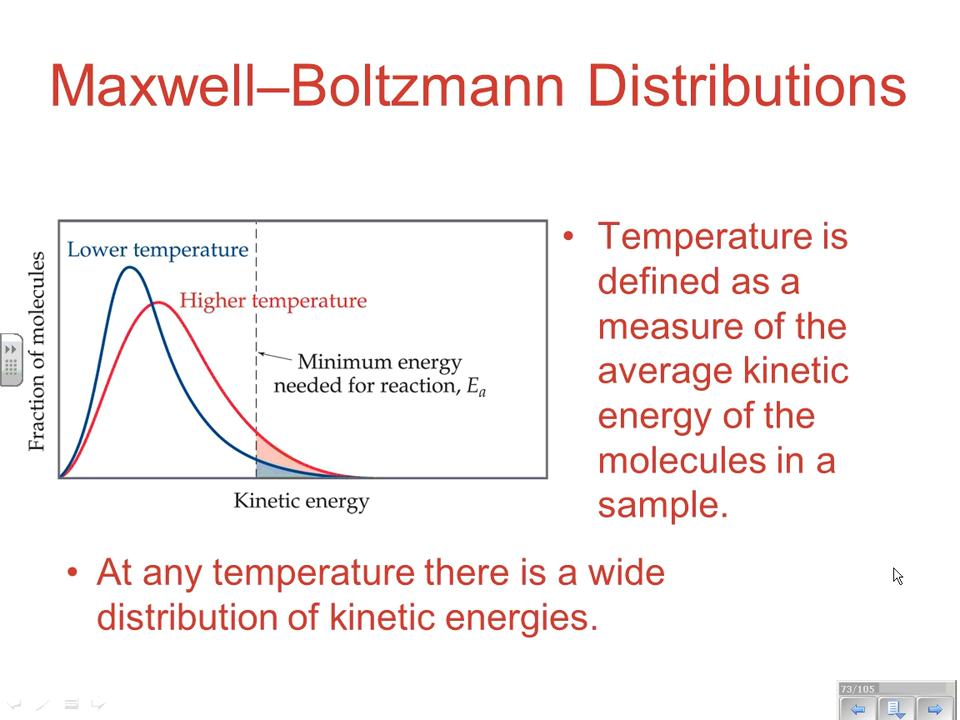 Maxwell–Boltzmann Distributions
Lower temperature
Higher temperature
Minimum energy
needed for reaction, Ea
Fraction of molecules
Kinetic energy
• Temperature is
defined as a
measure of the
average kinetic
energy of the
molecules in a
sample.
• At any temperature there is a wide
distribution of kinetic energies.
73/105